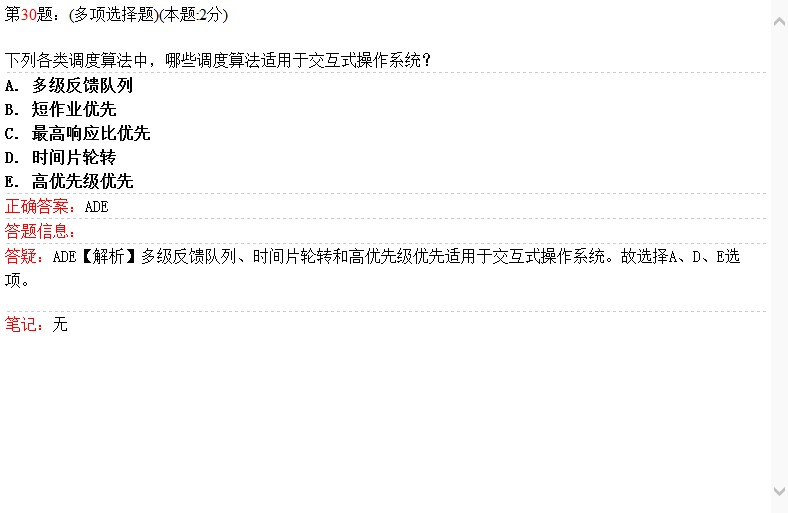 第30题：(多项选择题)(本题:2分)
下列各类调度算法中，哪些调度算法适用于交互式操作系统？
A. 多级反馈队列
B. 短作业优先
C. 最高响应比优先
D. 时间片轮转
E. 高优先级优先
正确答案：ADE
答题信息：
答疑：ADE【解析】多级反馈队列、时间片轮转和高优先级优先适用于交互式操作系统。故选择A、D、E选
项。
笔记：无